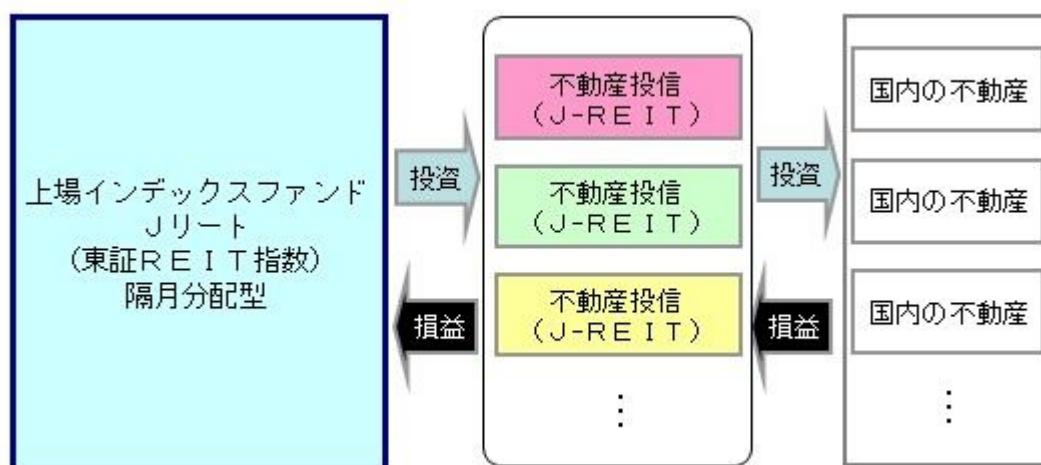 上場インデックスファンド
Ｊリート
（東証ＲＥＩＴ指数）
隔月分配型
投資
損益
不動産投信
（Ｊ-ＲＥＩＴ）
不動産投信
（Ｊ-ＲＥＩＴ）
不動産投信
（Ｊ-ＲＥＩＴ）
⋮
投資
損益
国内の不動産
国内の不動産
国内の不動産
⋮